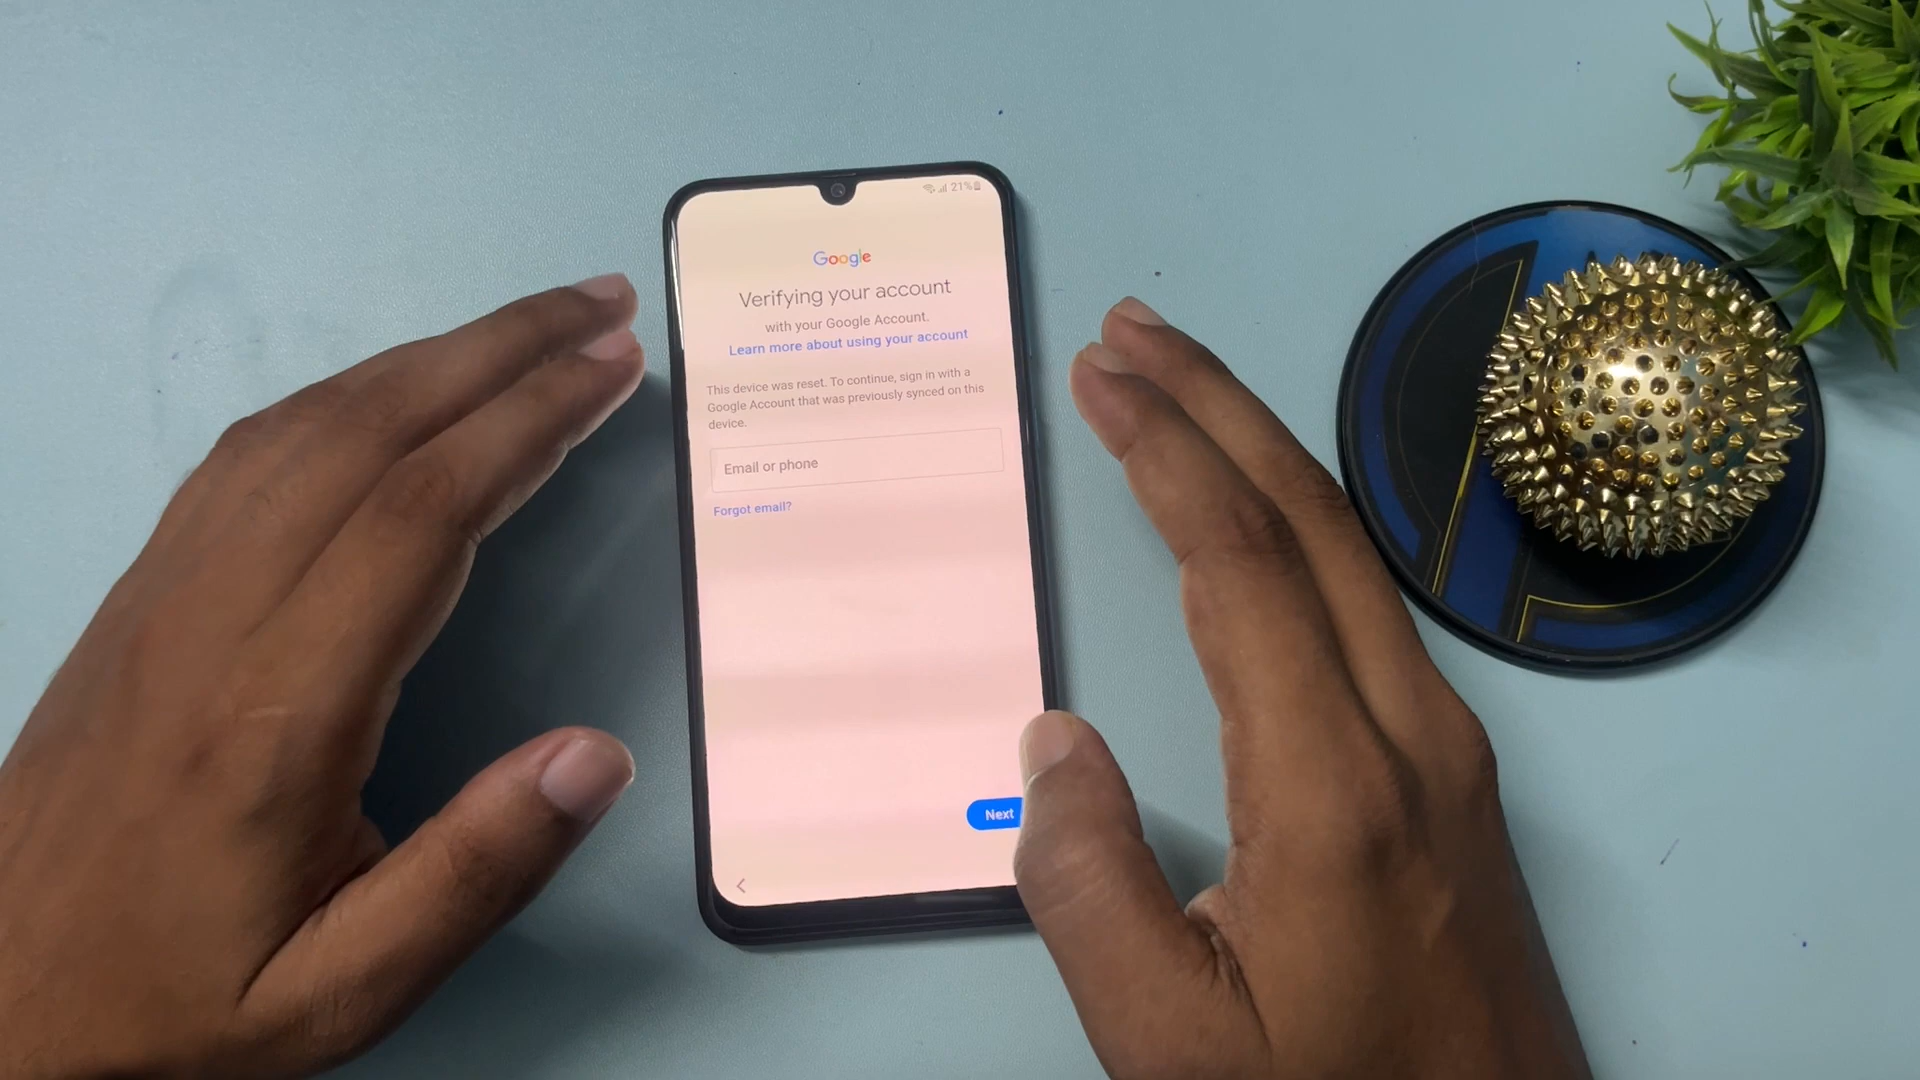 21%
Google
Verifying your account
with your Google Account.
Learn more about using your account
This device was reset. To continue, sign in with a
Google Account that was previously synced on this
device.
Email or phone
Forgot email?
Next